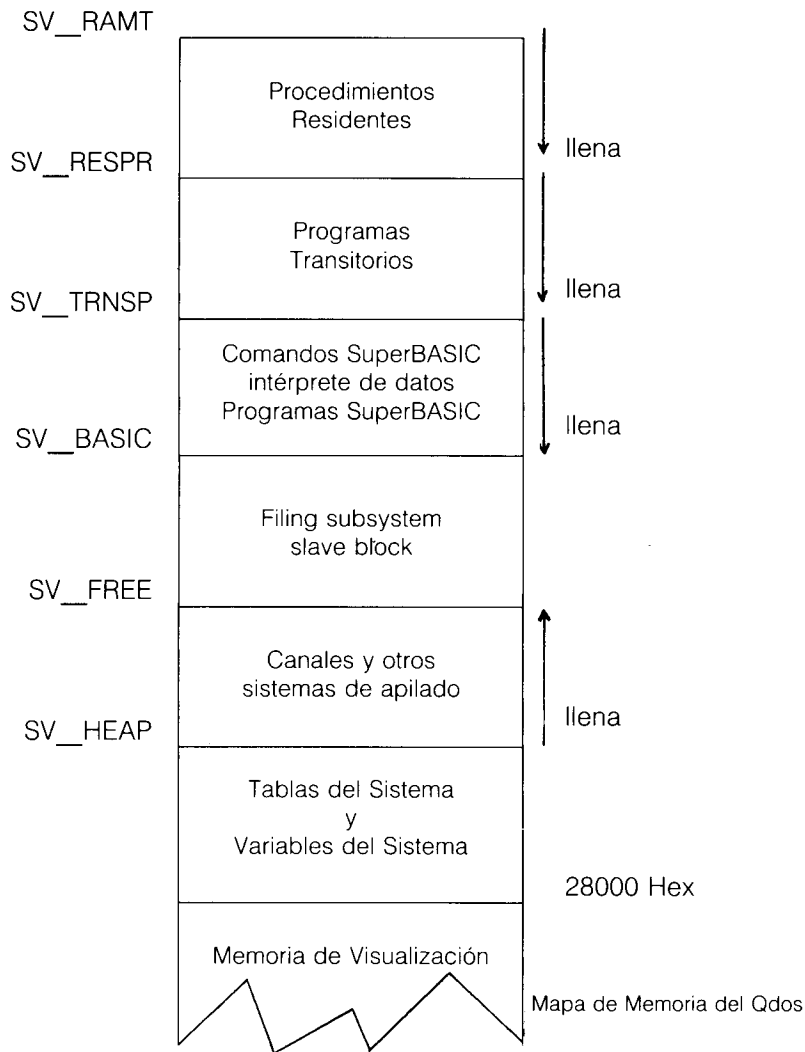 SV__RAMT
Procedimientos
Residentes
llena
SV__RESPR
Programas
Transitorios
llena
SV__TRNSP
Comandos SuperBASIC
intérprete de datos
Programas SuperBASIC
llena
SV__BASIC
Filing subsystem
slave block
SV__FREE
Canales y otros
sistemas de apilado
llena
SV__HEAP
Tablas del Sistema
y
Variables del Sistema
28000 Hex
Memoria de Visualización
Mapa de Memoria del Qdos